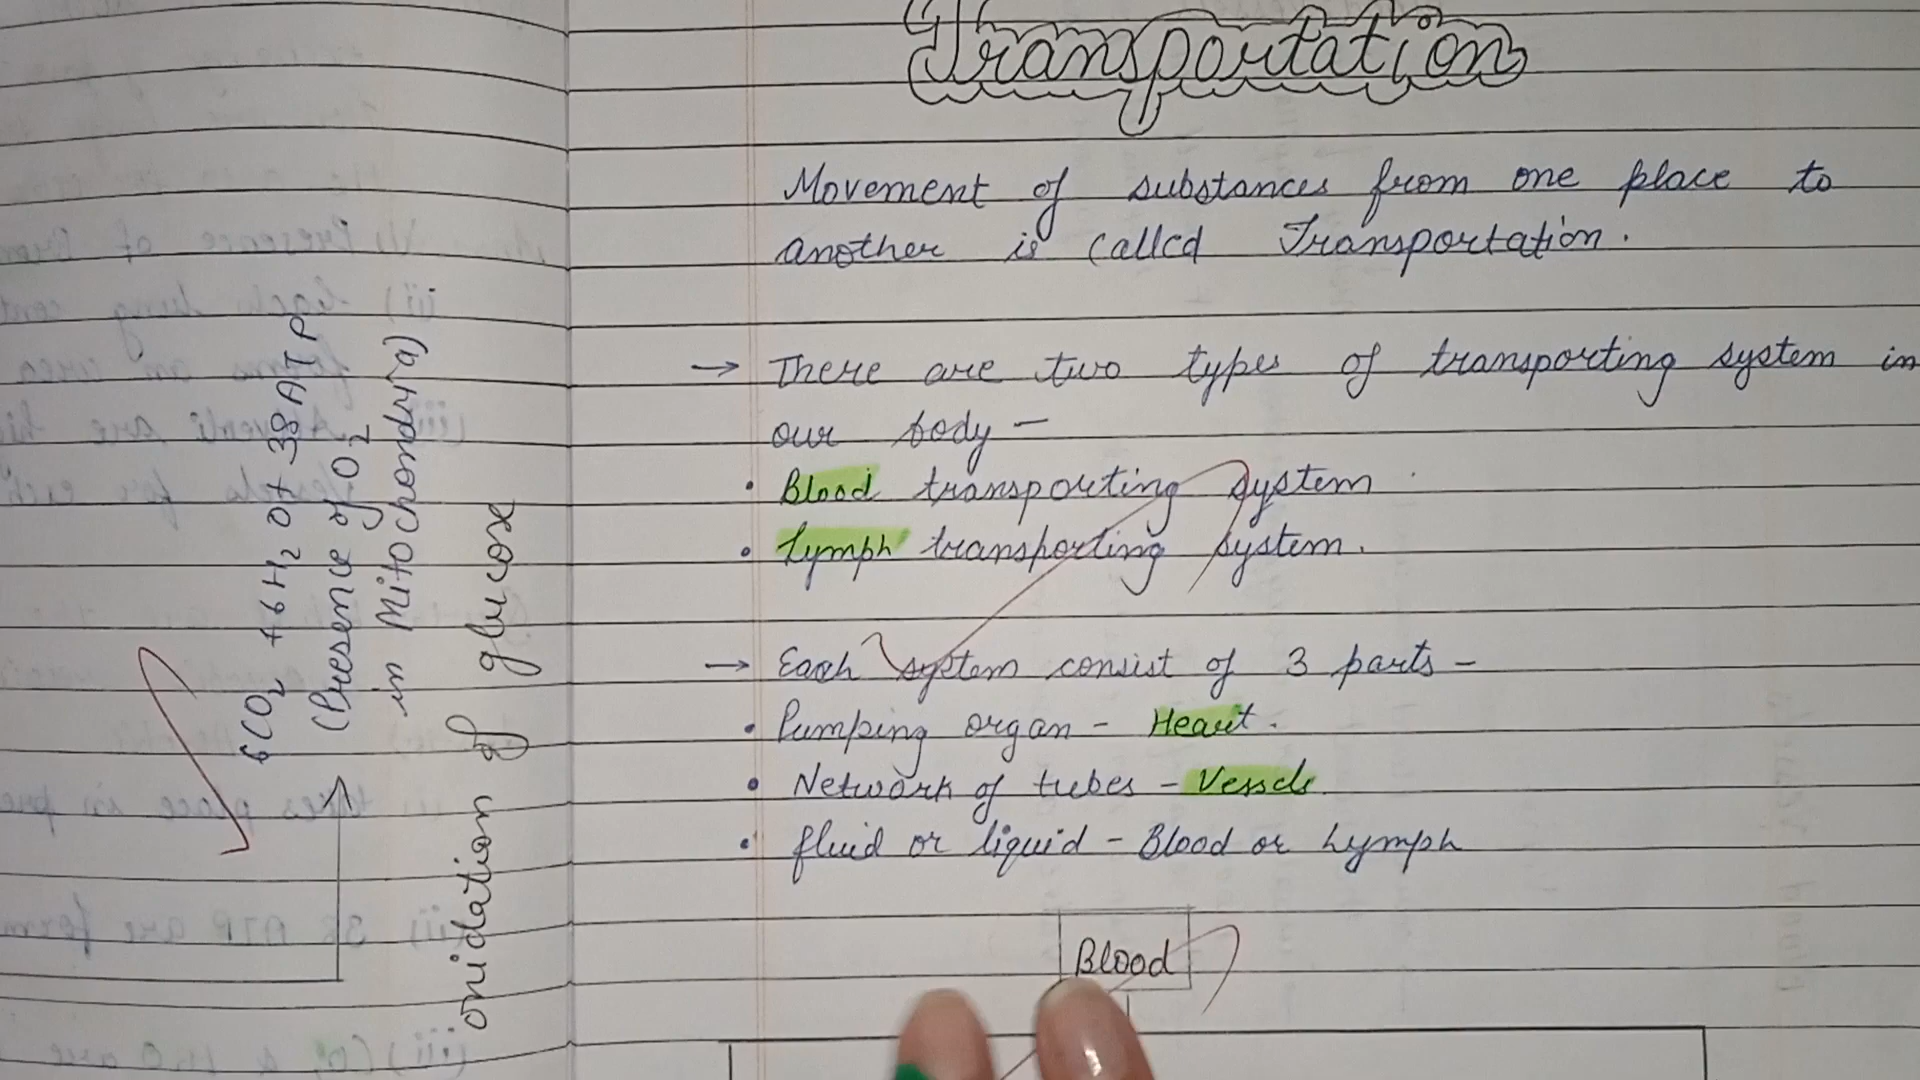 Transportation
Movement of substances from one place to
another is called Transportation.
→ There are two types of transporting system in
our body –
• Blood transporting system
• Lymph transporting system.
→ Each system consist of 3 parts –
• Pumping organ – Heart.
• Network of tubes – Vessels
• fluid or liquid – Blood or Lymph
Blood
6CO2 + 6H2O + 38ATP
(Presence of O2
in Mitochondry'a)
onidation of glucose